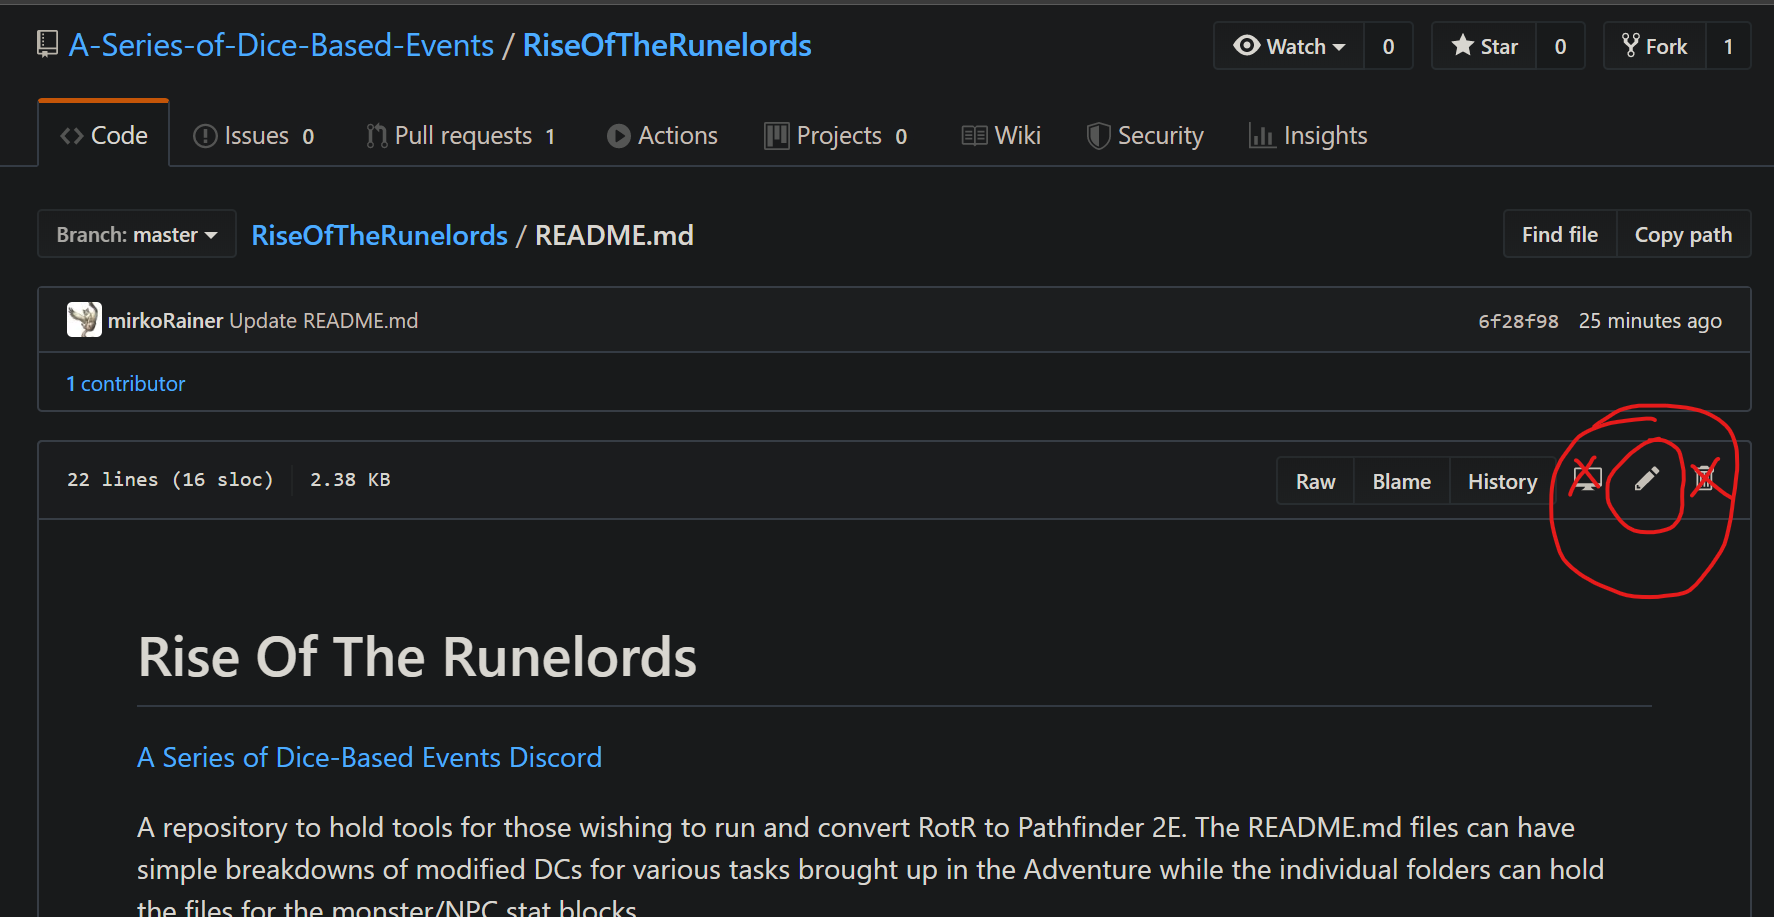 A-Series-of-Dice-Based-Events / RiseOfTheRunelords Watch 0 Star 0 Fork 1
Code Issues 0 Pull requests 1 Actions Projects 0 Wiki Security Insights
Branch: master RiseOfTheRunelords / README.md Find file Copy path
mirkoRainer Update README.md 6f28f98 25 minutes ago
1 contributor
22 lines (16 sloc) 2.38 KB Raw Blame History
Rise Of The Runelords
A Series of Dice-Based Events Discord
A repository to hold tools for those wishing to run and convert RotR to Pathfinder 2E. The README.md files can have
simple breakdowns of modified DCs for various tasks brought up in the Adventure while the individual folders can hold
the files for the monster/NPC stat blocks